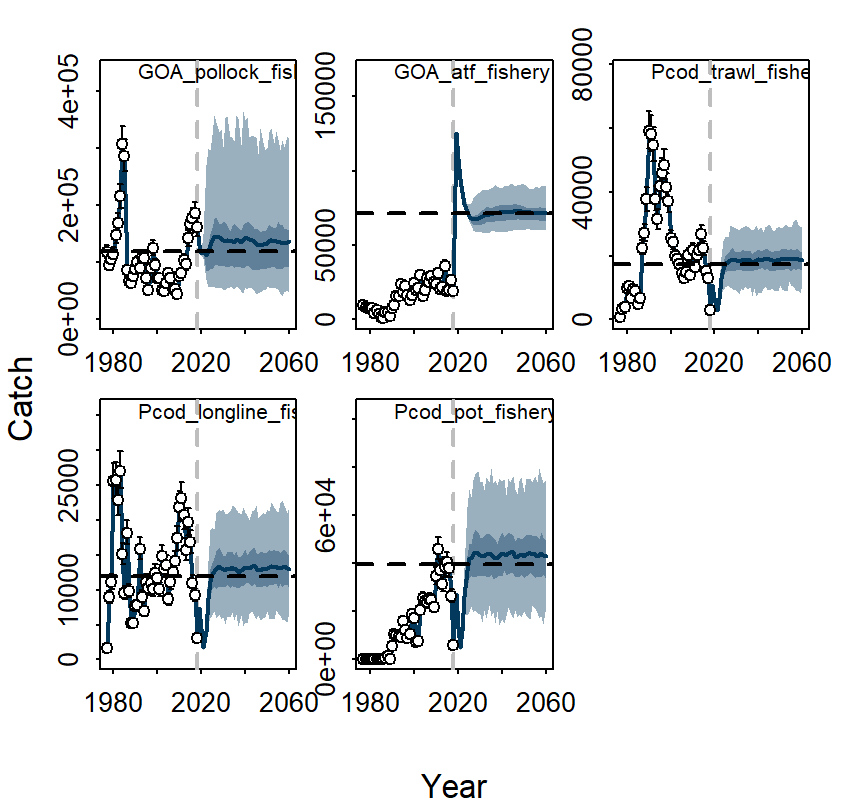 GOA_pollock_fish
GOA_atf_fishery
Pcod_trawl_fishe
0e+00 2e+05 4e+05
0 50000 150000
0 40000 80000
1980 2020 2060
1980 2020 2060
1980 2020 2060
Catch
Pcod_longline_fis
Pcod_pot_fishery
0 10000 25000
0e+00 6e+04
1980 2020 2060
1980 2020 2060
Year